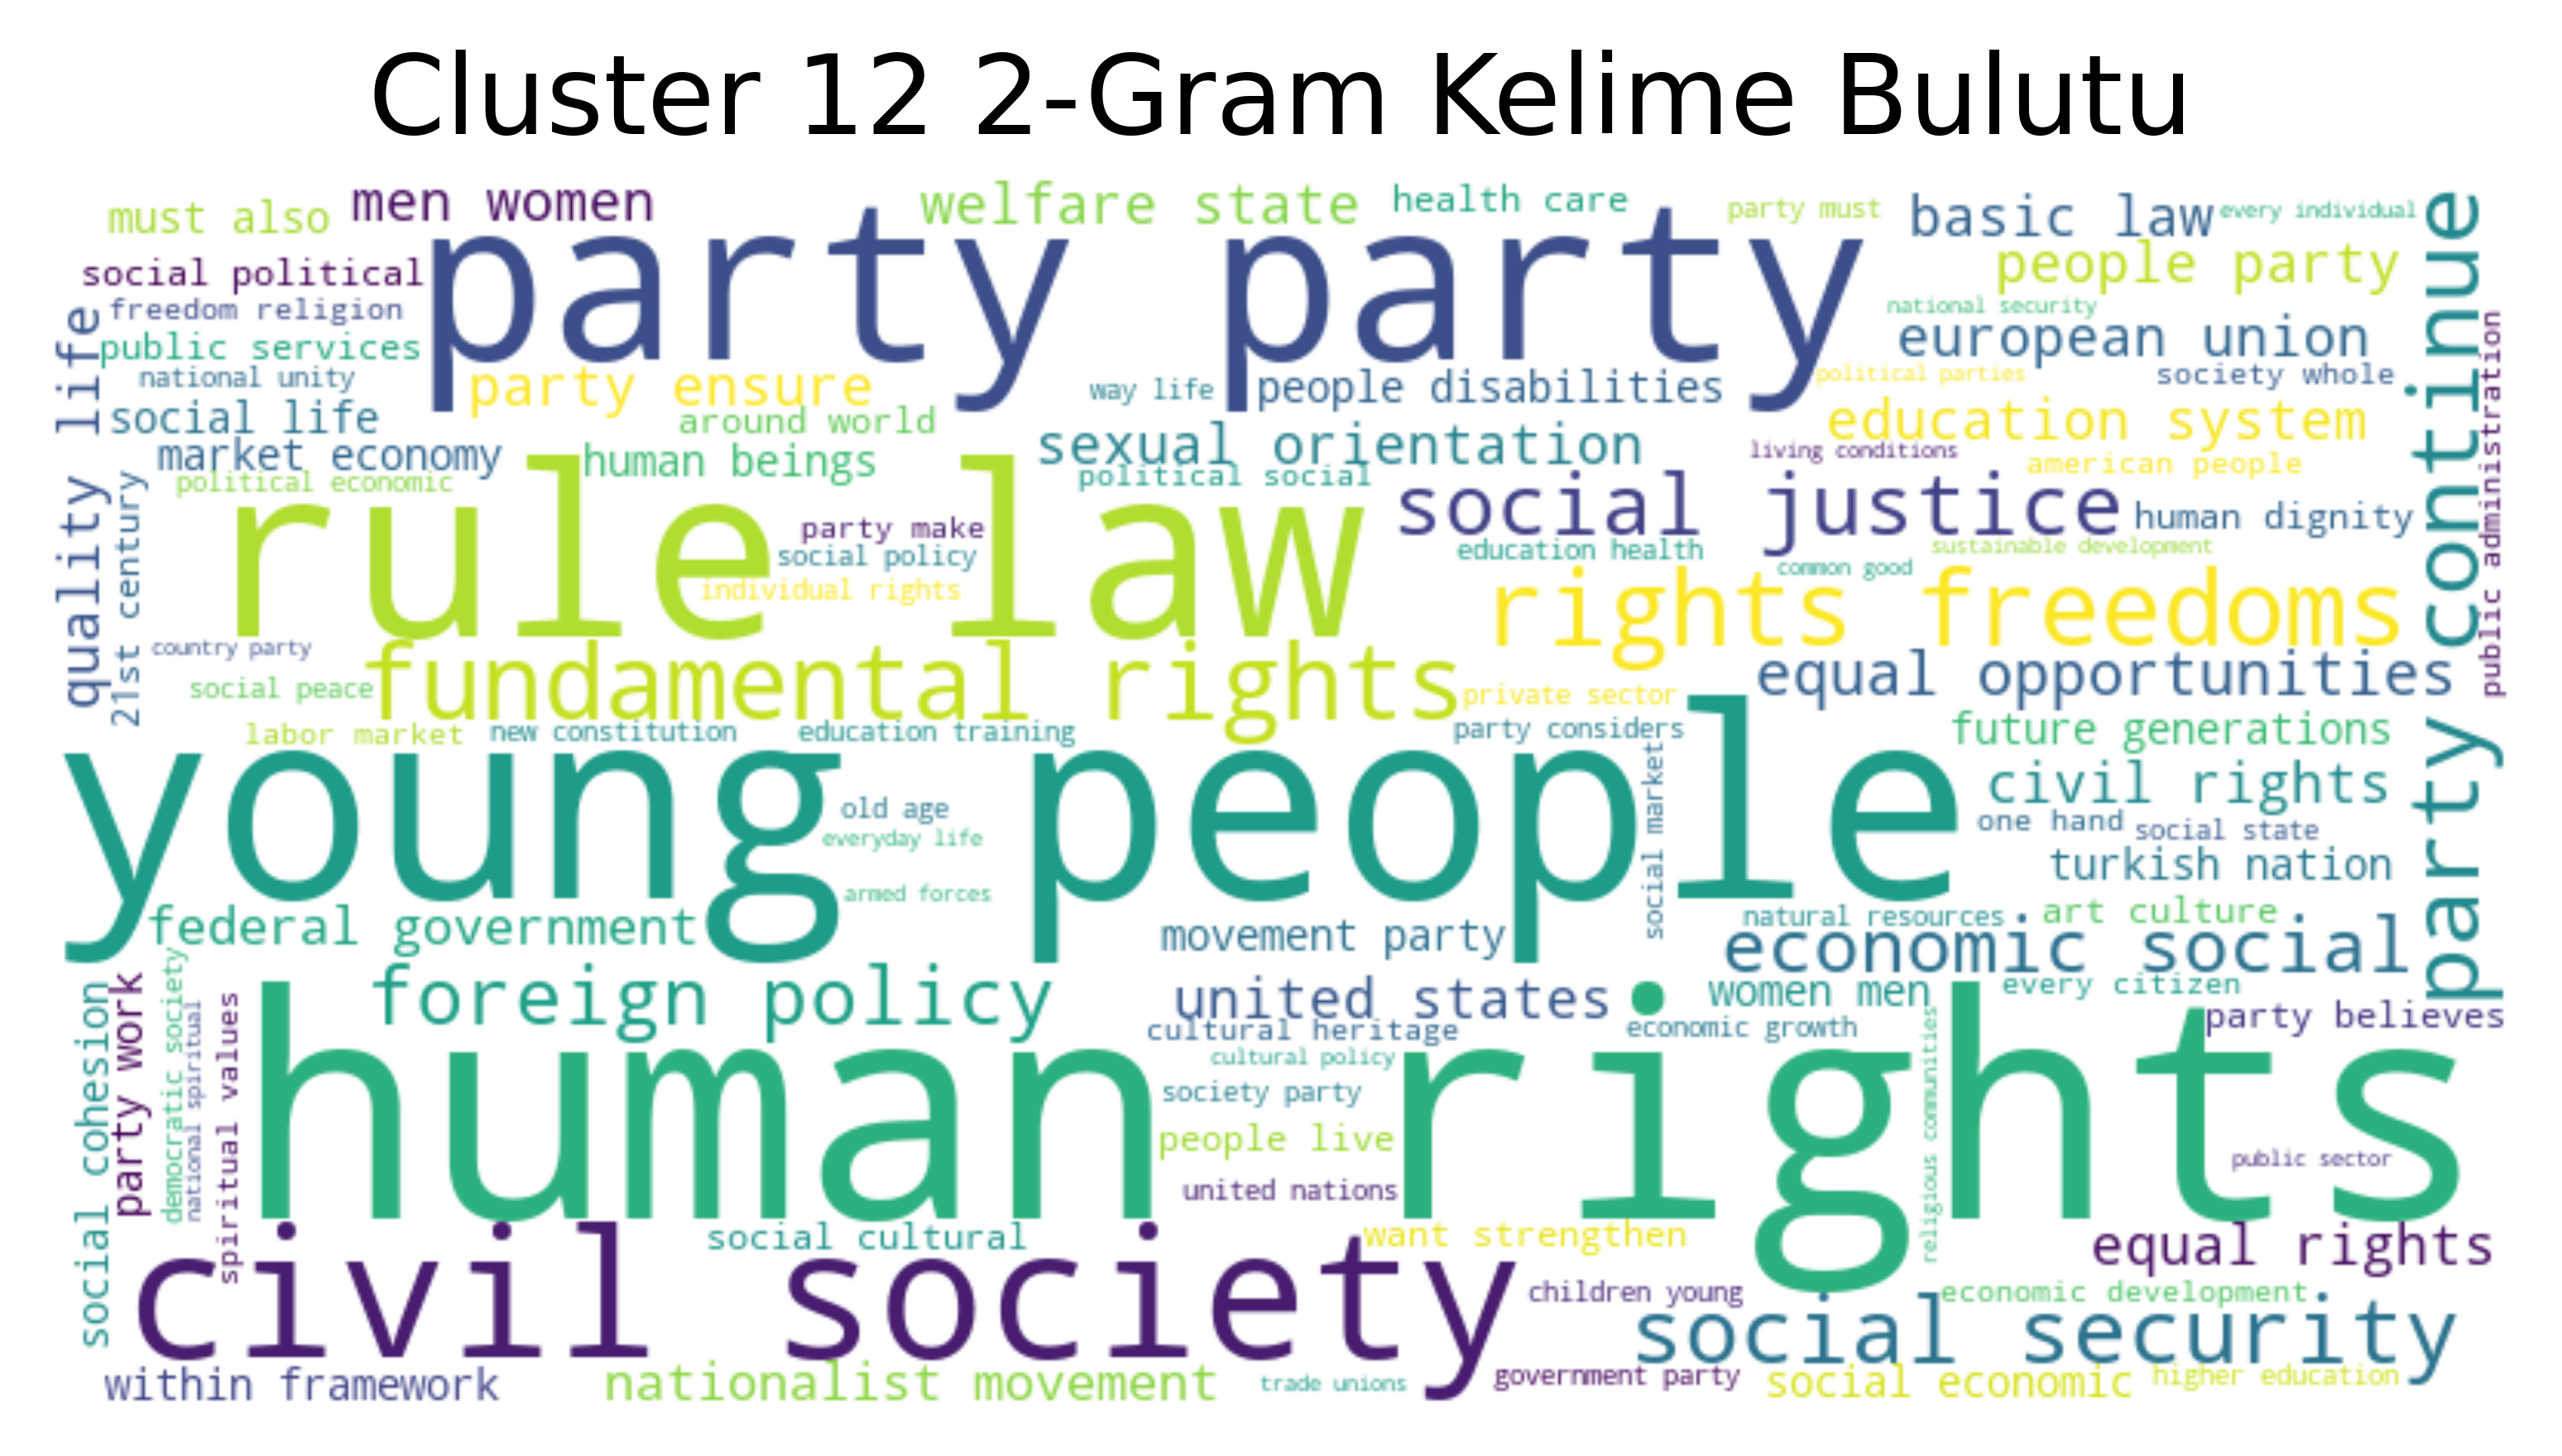 Cluster 12 2-Gram Kelime Bulutu
must also
men women
welfare state
health care
party must
basic law
every individual
social political
party party
people party
freedom religion
national security
public services
european union
national unity
party ensure
way life
people disabilities
political parties
society whole
social life
around world
education system
market economy
human beings
sexual orientation
living conditions
american people
political economic
political social
rule law
party make
social justice
human dignity
social policy
education health
sustainable development
individual rights
common good
rights freedoms
quality life
21st century
party continue
public administration
country party
fundamental rights
equal opportunities
social peace
private sector
labor market
new constitution
education training
party considers
future generations
young people
social market
civil rights
old age
one hand
social state
everyday life
turkish nation
armed forces
federal government
movement party
natural resources
art culture
economic social
foreign policy
united states
women men
every citizen
party believes
cultural heritage
economic growth
cultural policy
society party
human rights
people live
religious communities
public sector
united nations
social cohesion
party work
democratic society
national spiritual
spiritual values
social cultural
want strengthen
equal rights
civil society
children young
economic development
social security
within framework
nationalist movement
trade unions
government party
social economic
higher education